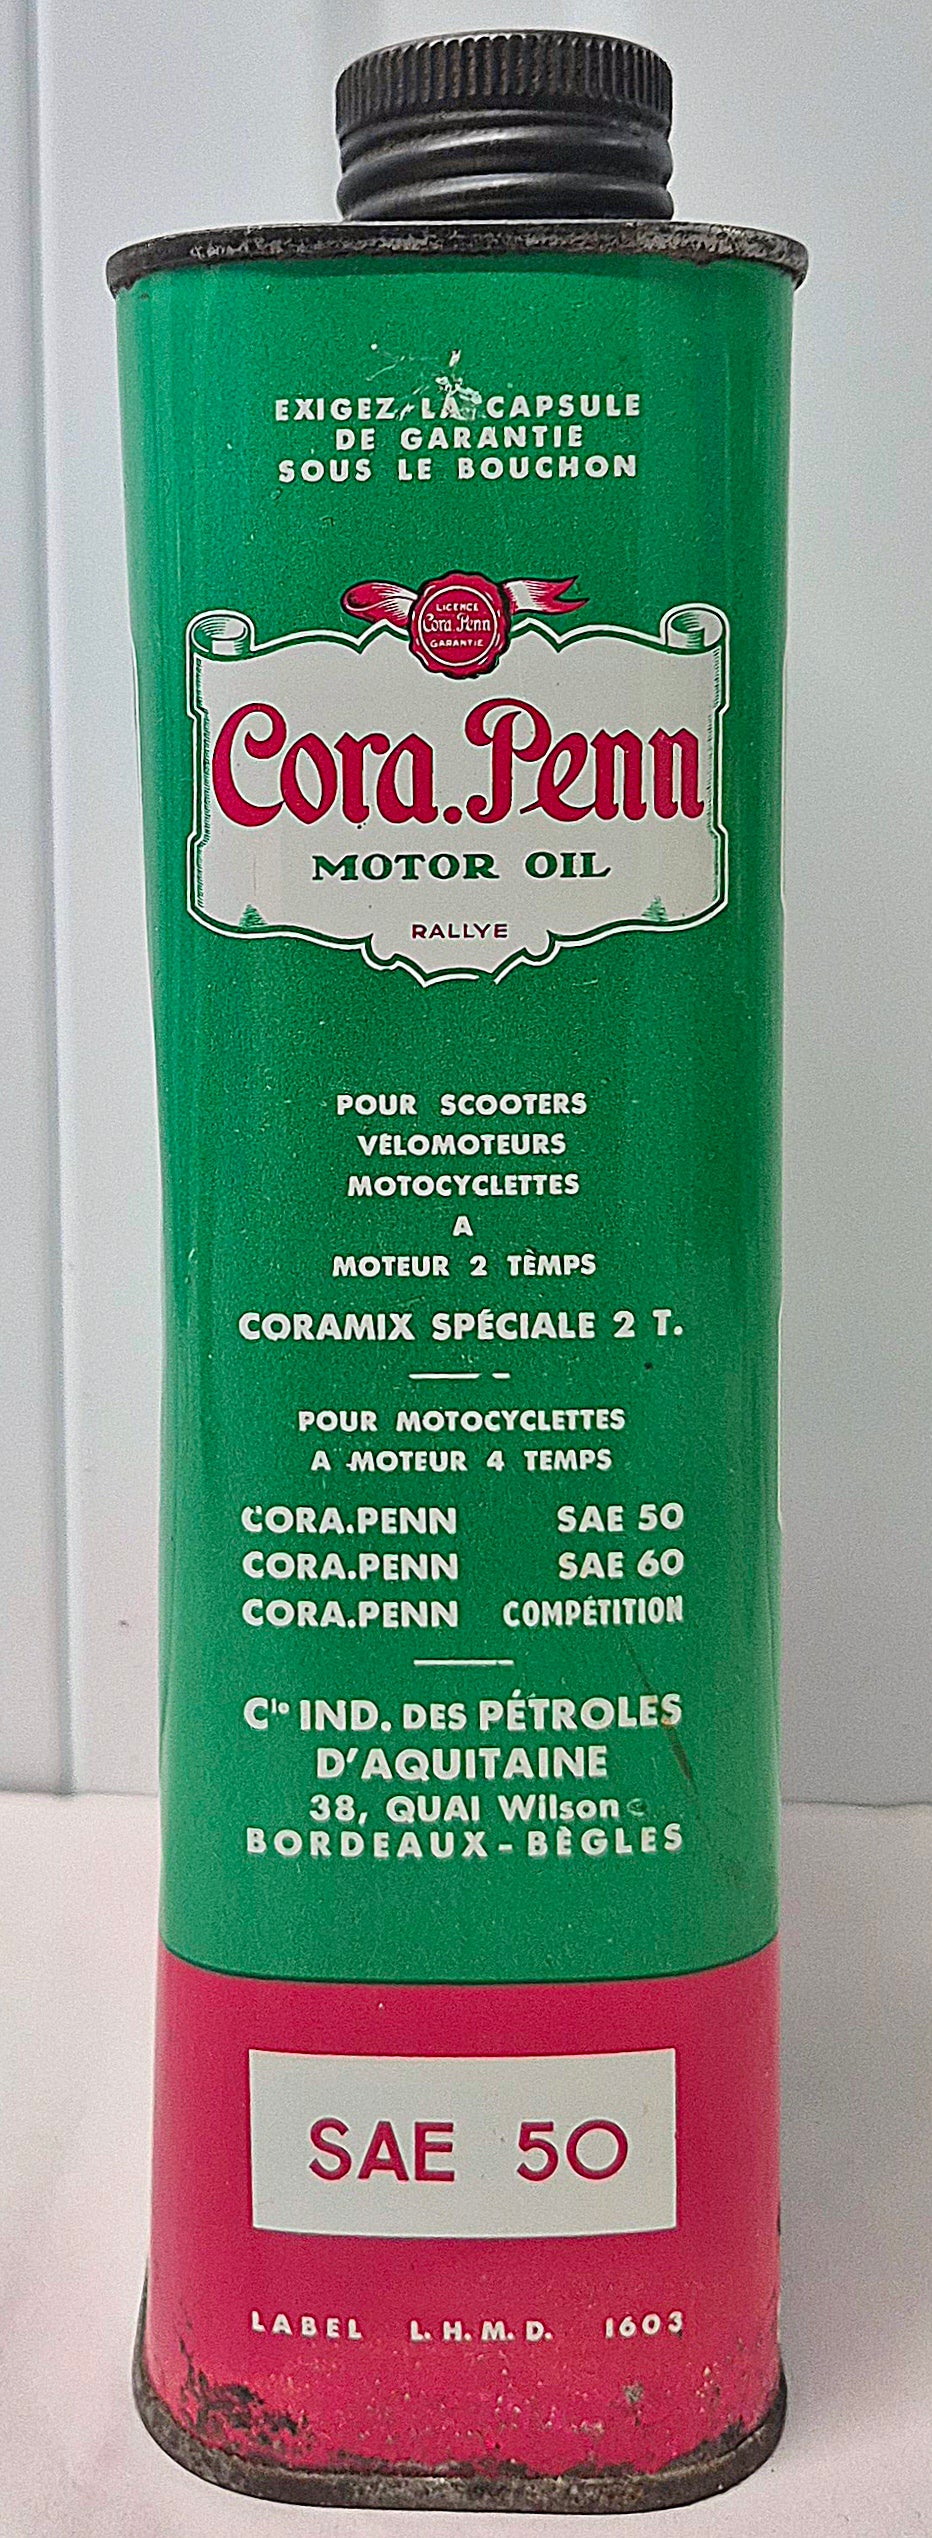 EXIGEZ LA CAPSULE
DE GARANTIE
SOUS LE BOUCHON
LICENCE
Cora.Penn
GARANTIE
Cora.Penn
MOTOR OIL
RALLYE
POUR SCOOTERS
VÉLOMOTEURS
MOTOCYCLETTES
A
MOTEUR 2 TEMPS
CORAMIX SPÉCIALE 2 T.
POUR MOTOCYCLETTES
A MOTEUR 4 TEMPS
CORA.PENN SAE 50
CORA.PENN SAE 60
CORA.PENN COMPÉTITION
Cie IND. DES PÉTROLES
D'AQUITAINE
38, QUAI Wilson
BORDEAUX-BÈGLES
SAE 50
LABEL L.H.M.D. 1603